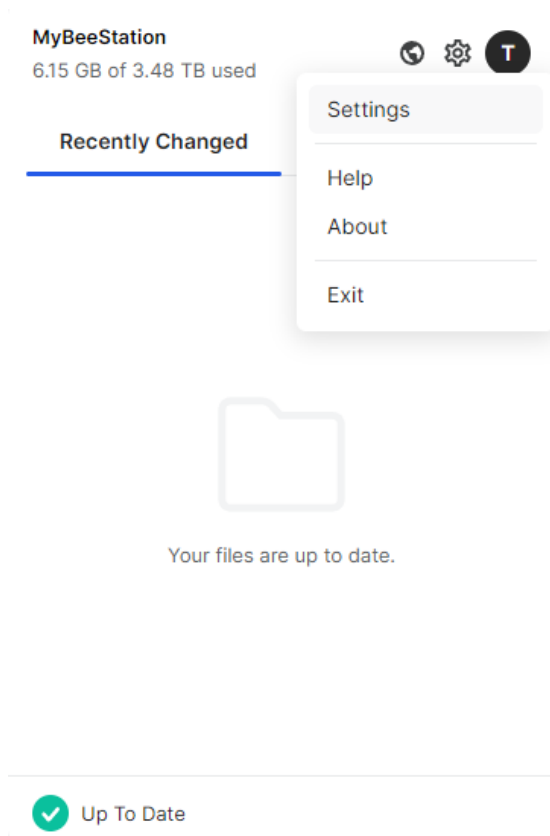 MyBeeStation
6.15 GB of 3.48 TB used
T
Recently Changed
Settings
Help
About
Exit
Your files are up to date.
Up To Date